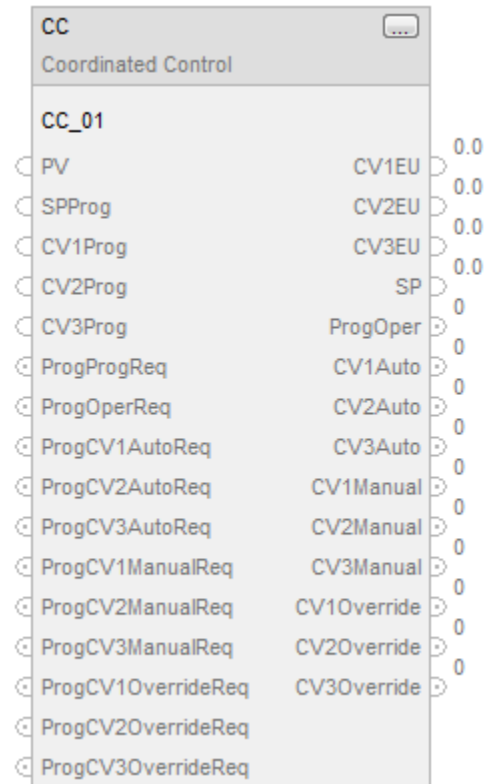 CC ...
Coordinated Control
CC_01
0.0
PV CV1EU
0.0
SPProg CV2EU
0.0
CV1Prog CV3EU
0.0
CV2Prog SP
0
CV3Prog ProgOper
0
ProgProgReq CV1Auto
0
ProgOperReq CV2Auto
0
ProgCV1AutoReq CV3Auto
0
ProgCV2AutoReq CV1Manual
0
ProgCV3AutoReq CV2Manual
0
ProgCV1ManualReq CV3Manual
0
ProgCV2ManualReq CV1Override
0
ProgCV3ManualReq CV2Override
0
ProgCV1OverrideReq CV3Override
ProgCV2OverrideReq
ProgCV3OverrideReq